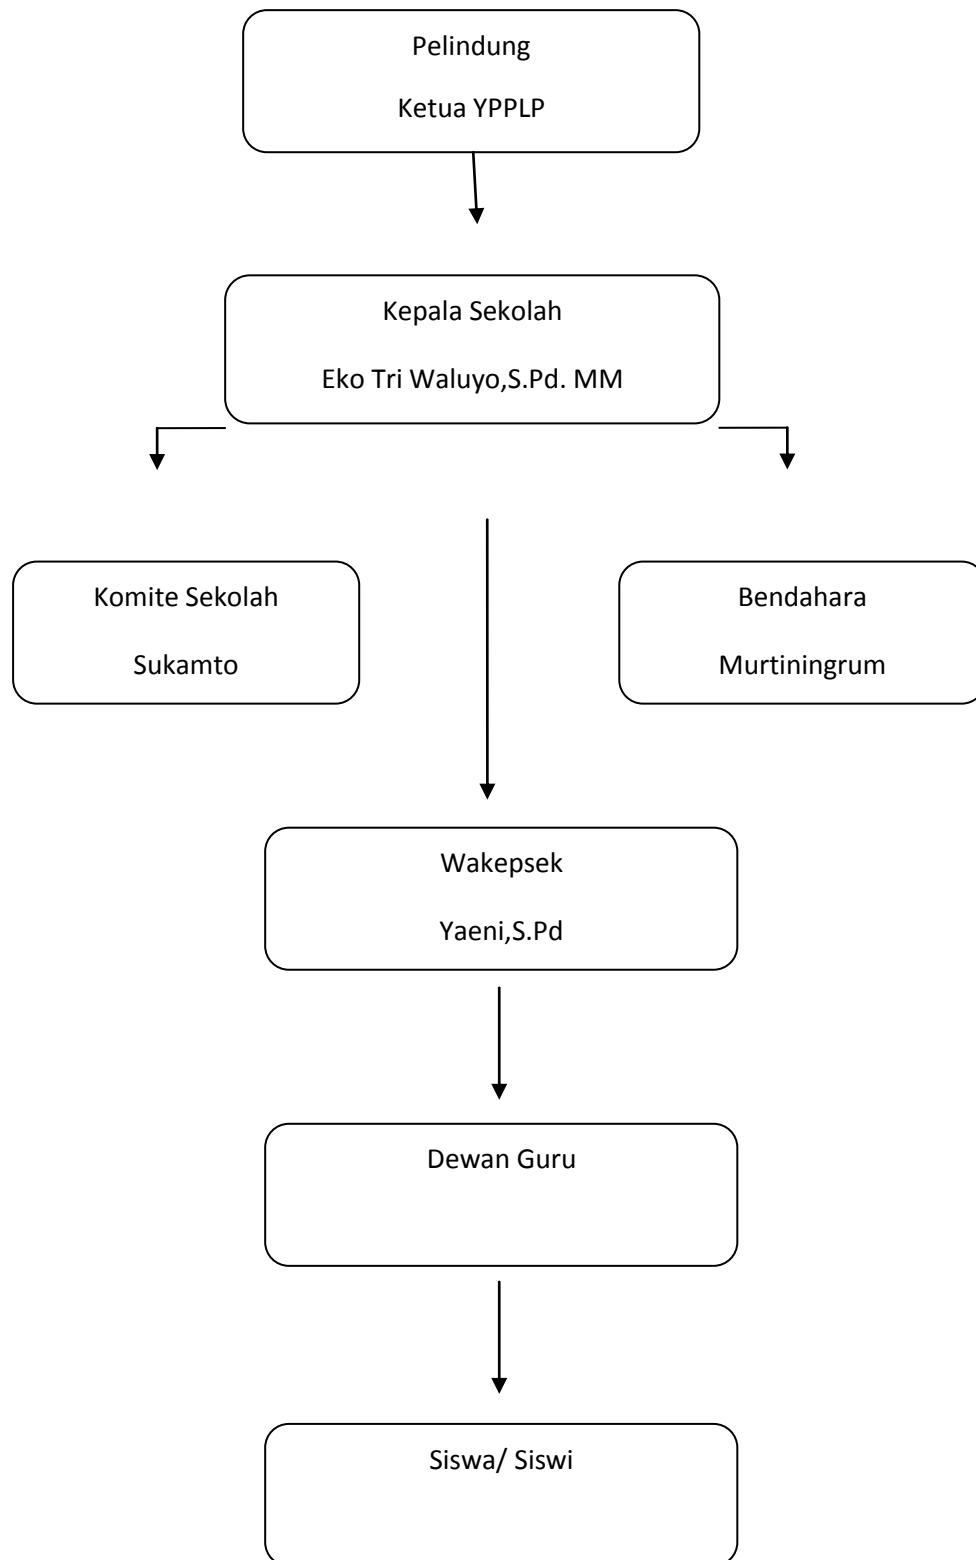 Pelindung
Ketua YPPLP
Kepala Sekolah
Eko Tri Waluyo,S.Pd. MM
Komite Sekolah
Sukamto
Bendahara
Murtiningrum
Wakepsek
Yaeni,S.Pd
Dewan Guru
Siswa/ Siswi